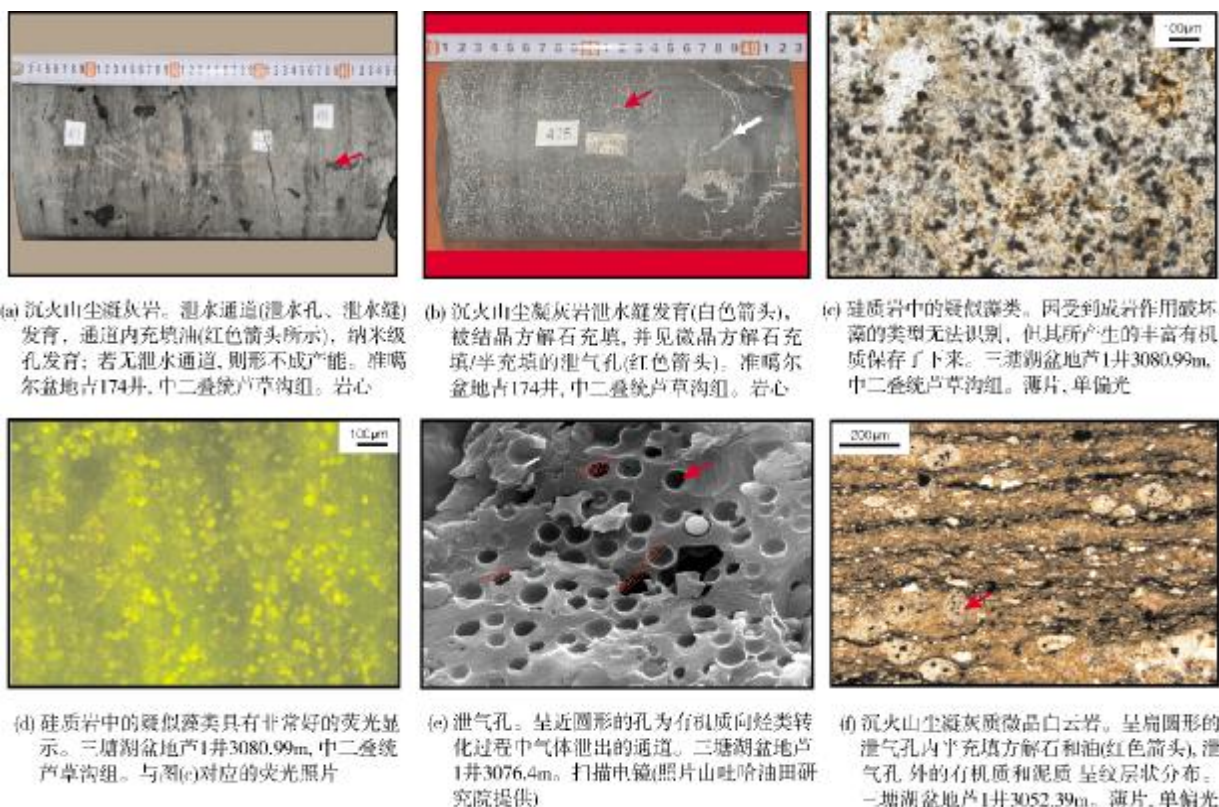 100μm
(a) 沉火山尘凝灰岩。泄水通道(泄水孔、泄水缝)
发育，通道内充填油(红色箭头所示)，纳米级
孔发育；若无泄水通道，则形不成产能。准噶
尔盆地吉174井，中二叠统芦草沟组。岩心
(b) 沉火山尘凝灰岩泄水缝发育(白色箭头)，
被结晶方解石充填，并见微晶方解石充
填/半充填的泄气孔(红色箭头)。准噶
尔盆地吉174井，中二叠统芦草沟组。岩心
(c) 硅质岩中的疑似藻类。因受到成岩作用破坏
藻的类型无法识别，但其所产生的丰富有机
质保存了下来。三塘湖盆地芦1井3080.99m，
中二叠统芦草沟组。薄片，单偏光
100μm
200μm
(d) 硅质岩中的疑似藻类具有非常好的荧光显
示。三塘湖盆地芦1井3080.99m，中二叠统
芦草沟组。与图(c)对应的荧光照片
(e) 泄气孔。呈近圆形的孔为有机质向烃类转
化过程中气体泄出的通道。三塘湖盆地芦
1井3076.4m。扫描电镜(照片由吐哈油田研
究院提供)
(f) 沉火山尘凝灰质微晶白云岩。呈扁圆形的
泄气孔内半充填方解石和油(红色箭头)，泄
气孔外的有机质和泥质呈纹层状分布。
三塘湖盆地芦1井3052.39m。薄片，单偏光